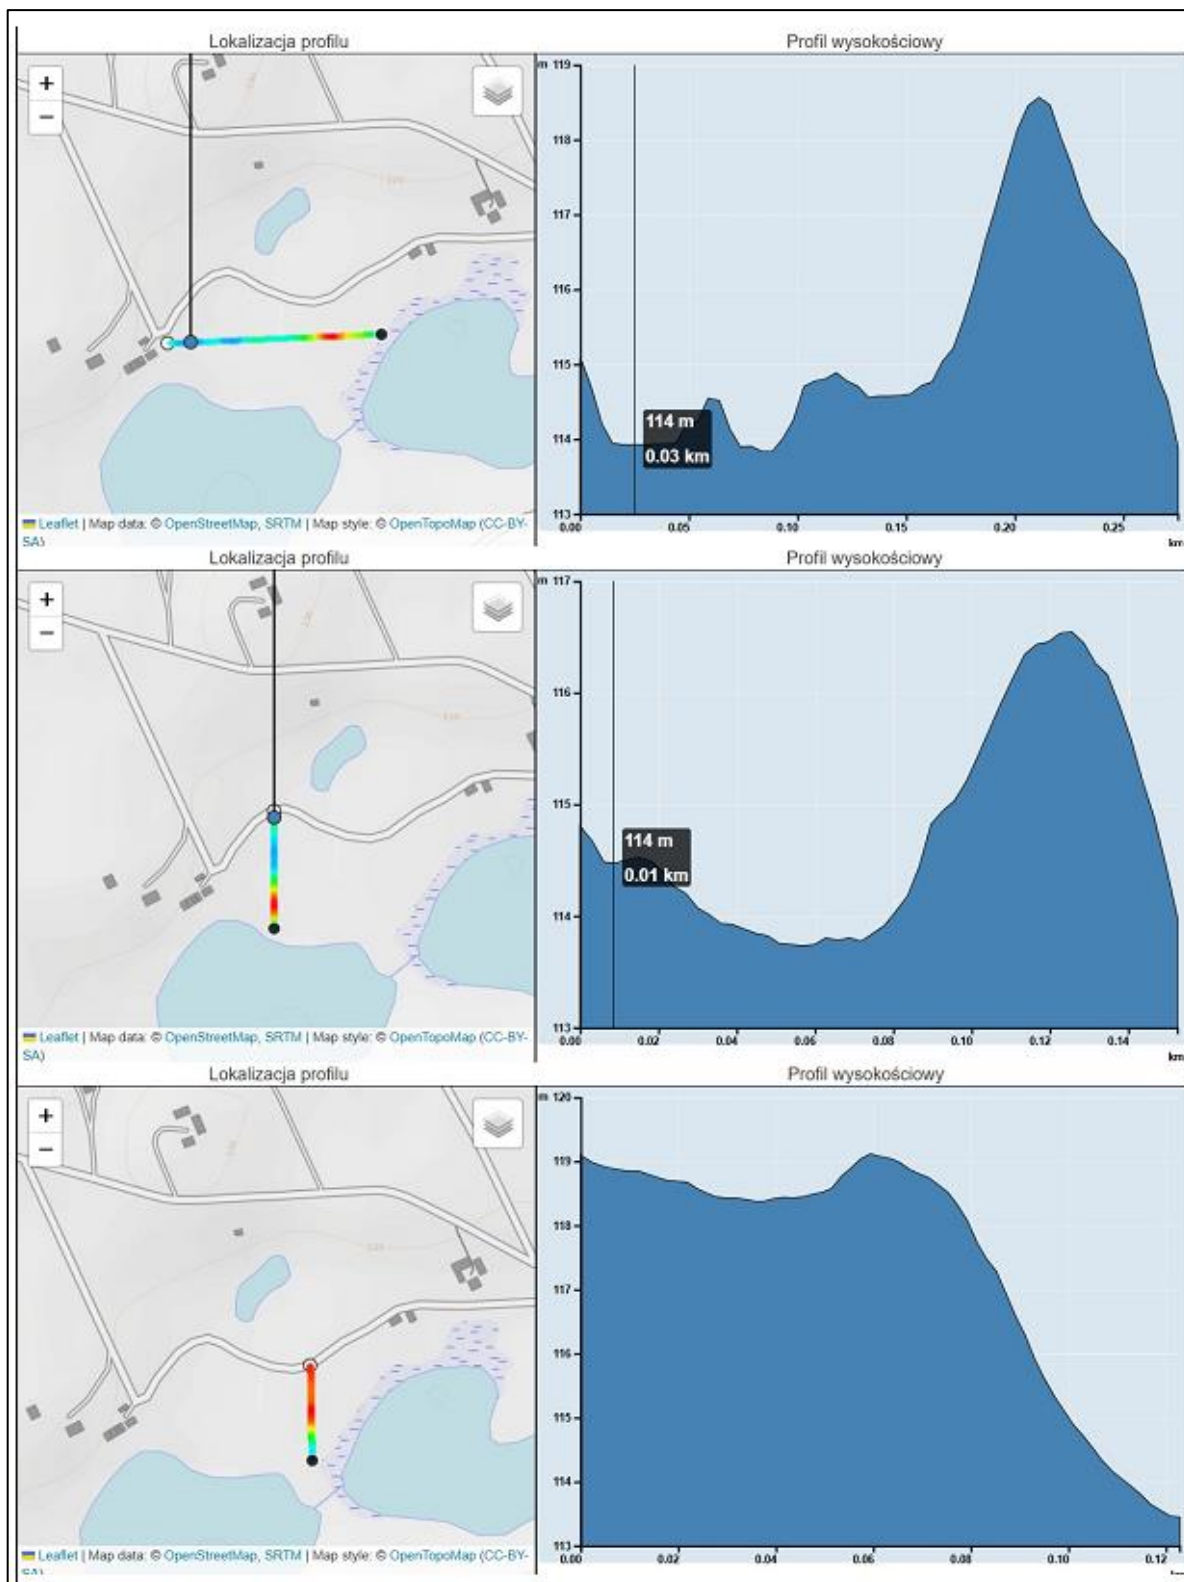 Lokalizacja profilu
Profil wysokościowy
+
−
m 119
118
117
116
115
114
113
114 m
0.03 km
0.00
0.05
0.10
0.15
0.20
0.25
km
Leaflet | Map data: © OpenStreetMap, SRTM | Map style: © OpenTopoMap (CC-BY-
SA)
Lokalizacja profilu
Profil wysokościowy
+
−
m 117
116
115
114
113
114 m
0.01 km
0.00
0.02
0.04
0.06
0.08
0.10
0.12
0.14
km
Leaflet | Map data: © OpenStreetMap, SRTM | Map style: © OpenTopoMap (CC-BY-
SA)
Lokalizacja profilu
Profil wysokościowy
+
−
m 120
119
118
117
116
115
114
113
0.00
0.02
0.04
0.06
0.08
0.10
0.12
Leaflet | Map data: © OpenStreetMap, SRTM | Map style: © OpenTopoMap (CC-BY-